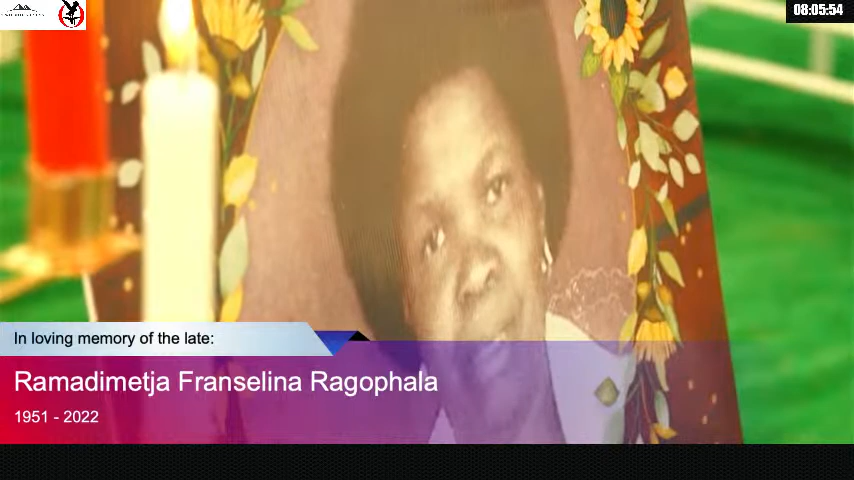 08:05:54
In loving memory of the late:
Ramadimetja Franselina Ragophala
1951 - 2022